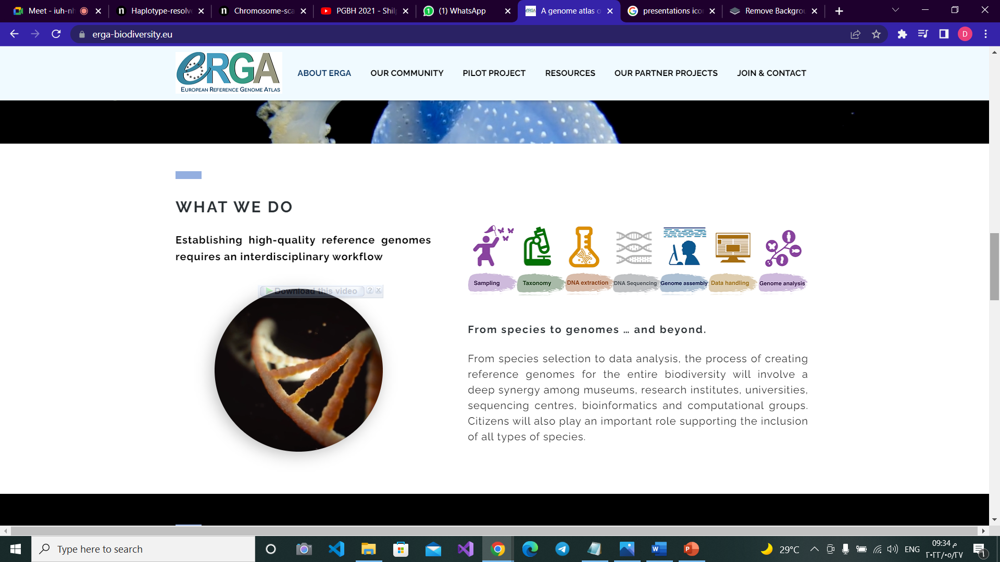 Meet - iuh-nh
Haplotype-resolve
Chromosome-sca
PGBH 2021 - Shil
(1) WhatsApp
A genome atlas o
presentations ico
Remove Backgrou
erga-biodiversity.eu
D
eRGA
EUROPEAN REFERENCE GENOME ATLAS
ABOUT ERGA
OUR COMMUNITY
PILOT PROJECT
RESOURCES
OUR PARTNER PROJECTS
JOIN & CONTACT
WHAT WE DO
Establishing high-quality reference genomes
requires an interdisciplinary workflow
Download this video
Sampling
Taxonomy
DNA extraction
DNA Sequencing
Genome assembly
Data handling
Genome analysis
From species to genomes … and beyond.
From species selection to data analysis, the process of creating
reference genomes for the entire biodiversity will involve a
deep synergy among museums, research institutes, universities,
sequencing centres, bioinformatics and computational groups.
Citizens will also play an important role supporting the inclusion
of all types of species.
Type here to search
29°C
ENG
09:34 م
٢٠٢٢/٠٥/٢٧
١